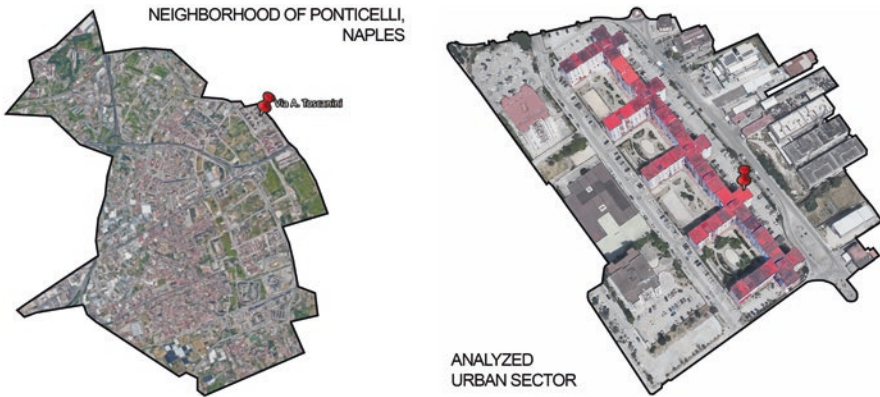 NEIGHBORHOOD OF PONTICELLI,
NAPLES
Via A. Toscanini
ANALYZED
URBAN SECTOR